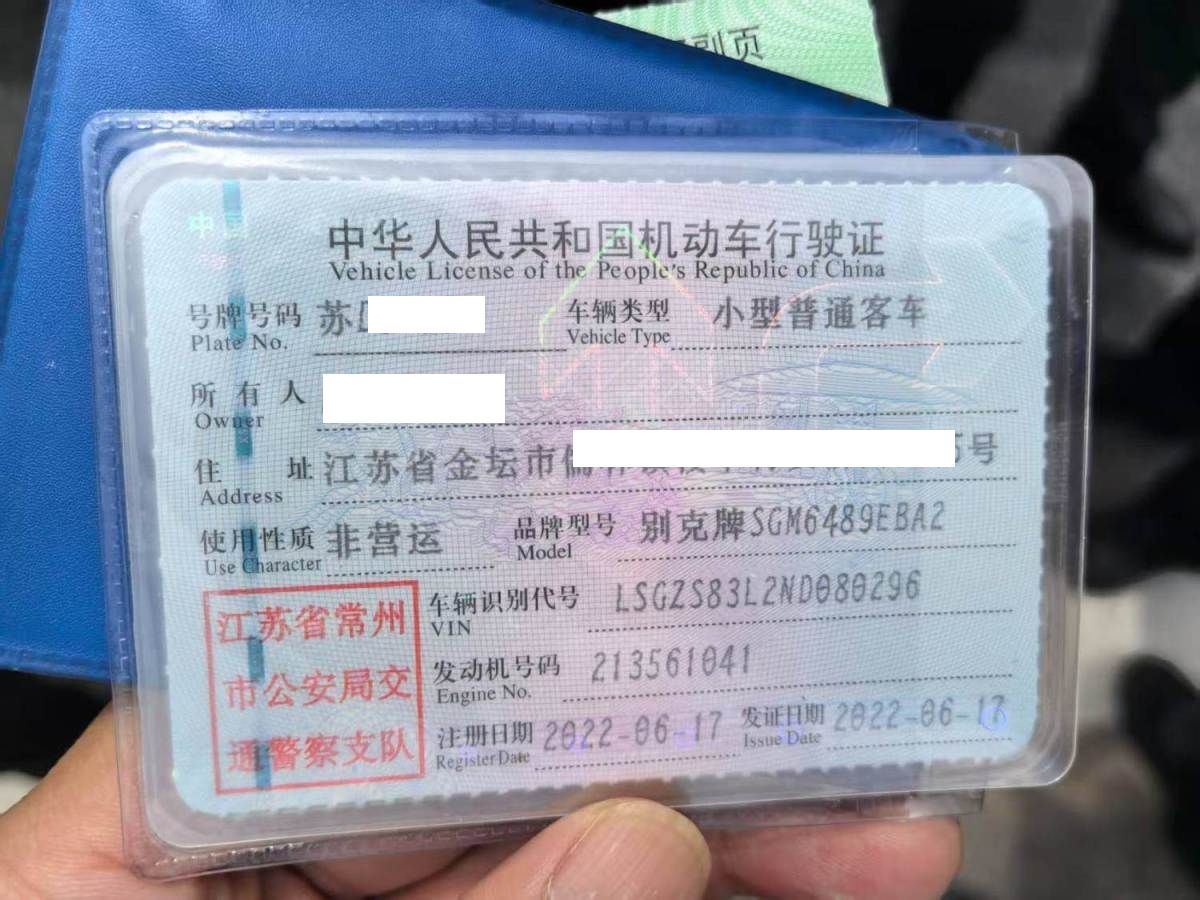 副页
中华人民共和国机动车行驶证
Vehicle License of the People's Republic of China
号牌号码 苏 车辆类型 小型普通客车
Plate No. Vehicle Type
所有人
Owner
住址 江苏省金坛市 号
Address
使用性质 非营运 品牌型号 别克牌SGM6489EBA2
Use Character Model
江苏省常州
市公安局交
通警察支队
车辆识别代号 LSGZS83L2ND080296
VIN
发动机号码 213561041
Engine No.
注册日期 2022-06-17 发证日期 2022-06-17
Register Date Issue Date